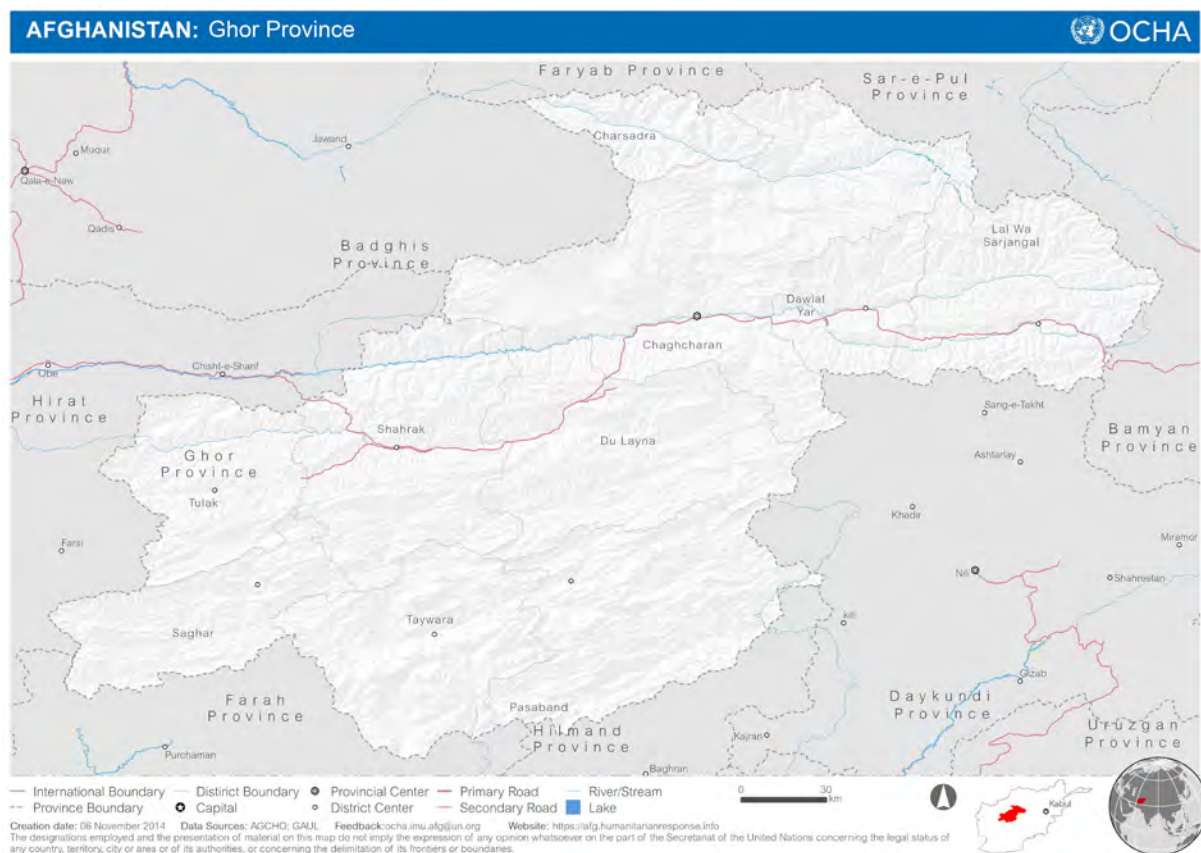 AFGHANISTAN: Ghor Province
OCHA
Faryab Province
Sar-e-Pul
Province
Charsadra
Jawand
Muqur
Qala-e-Naw
Qadis
Lal Wa
Sarjangal
Badghis
Province
Dawlat
Yar
Chaghcharan
Obe
Chisht-e-Sharif
Hirat
Province
Sang-e-Takht
Bamyan
Province
Shahrak
Du Layna
Ghor
Province
Ashtarlay
Tulak
Khadir
Farsi
Miramor
Nili
Shahrestan
Taywara
kiti
Saghar
Gizab
Farah
Province
Daykundi
Province
Pasaband
Uruzgan
Province
Hilmand
Province
Kajran
Purchaman
Baghran
International Boundary District Boundary Provincial Center Primary Road River/Stream
Province Boundary Capital District Center Secondary Road Lake
0 30
km
Kabul
Creation date: 06 November 2014 Data Sources: AGCHO; GAUL Feedback:ocha.imu.afg@un.org Website: https://afg.humanitarianresponse.info
The designations employed and the presentation of material on this map do not imply the expression of any opinion whatsoever on the part of the Secretariat of the United Nations concerning the legal status of
any country, territory, city or area or of its authorities, or concerning the delimitation of its frontiers or boundaries.